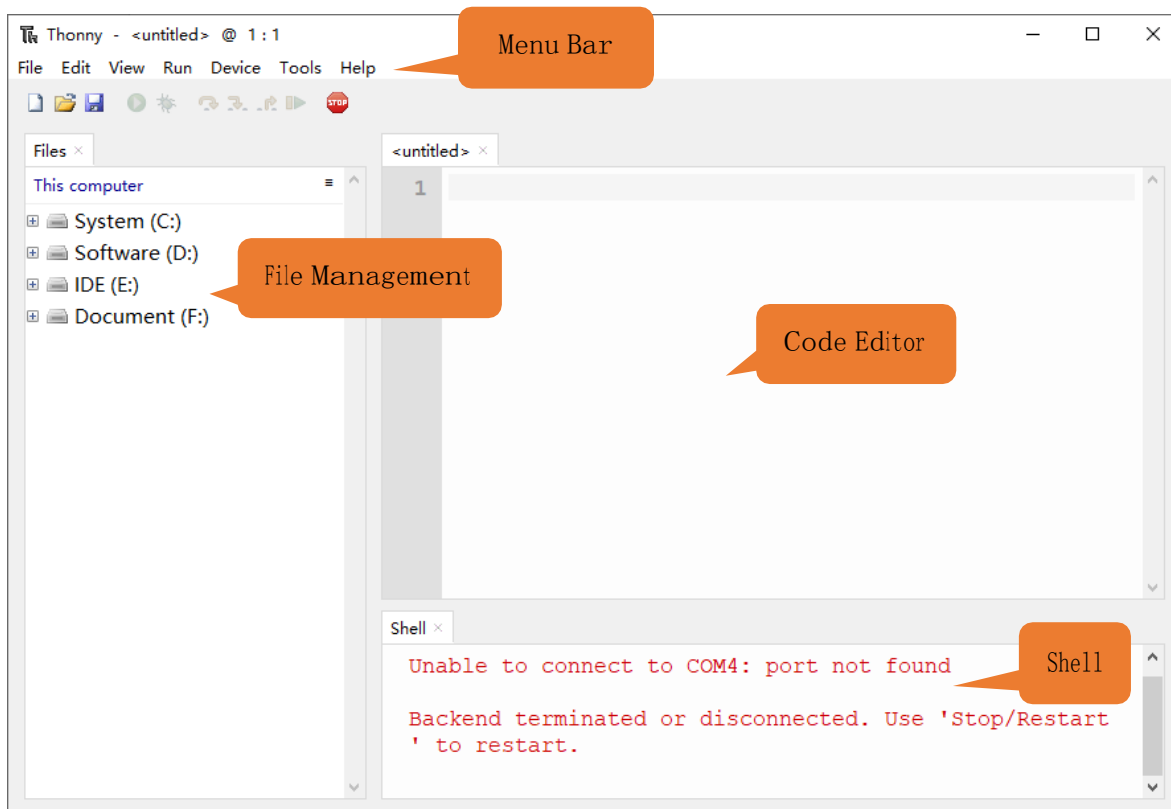 Thonny - <untitled> @ 1:1
Menu Bar
File Edit View Run Device Tools Help
STOP
Files
<untitled>
This computer
1
System (C:)
Software (D:)
IDE (E:)
Document (F:)
File Management
Code Editor
Shell
Unable to connect to COM4: port not found
Shell
Backend terminated or disconnected. Use 'Stop/Restart
' to restart.